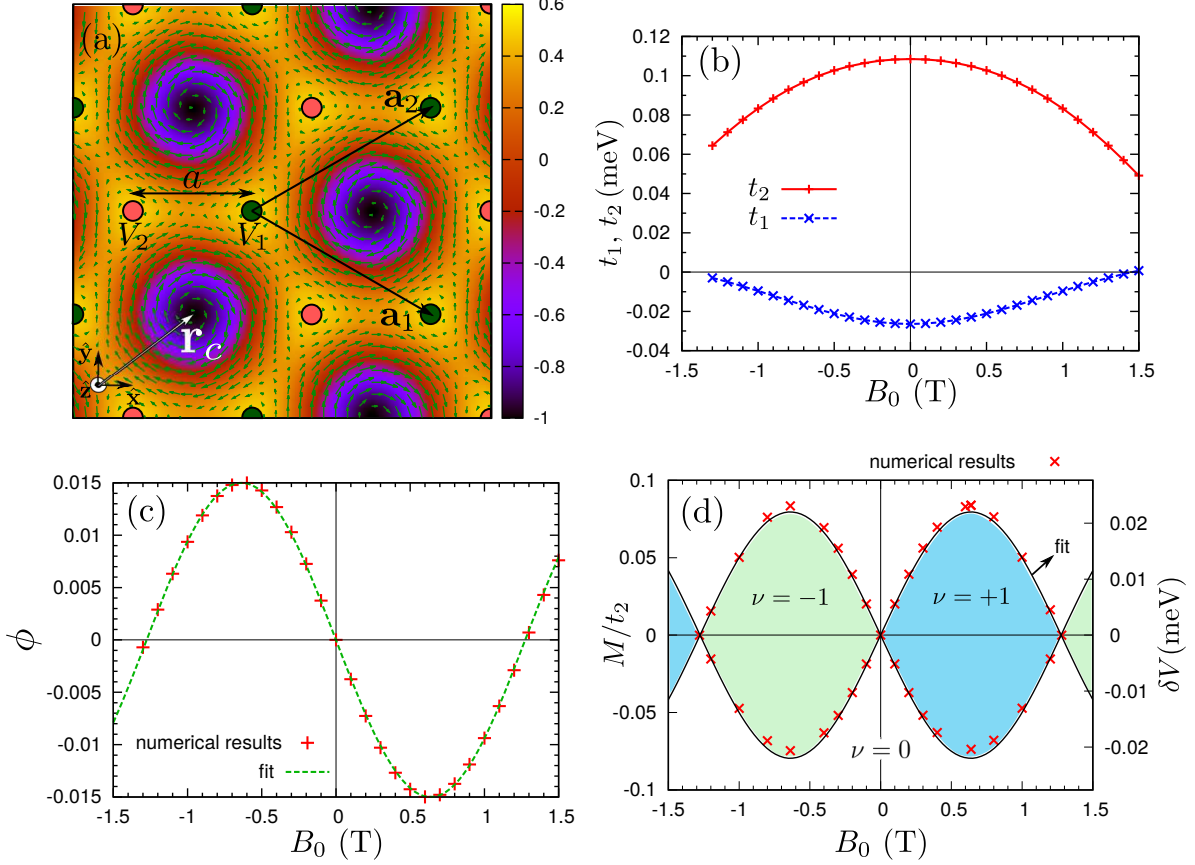 (a)
a₂
a
V₂
V₁
a₁
r_c
ŷ
ẑ
x̂
0.6
0.4
0.2
0
-0.2
-0.4
-0.6
-0.8
-1
(b)
t₁, t₂ (meV)
0.12
0.1
0.08
0.06
0.04
0.02
0
-0.02
-0.04
t₂
t₁
-1.5 -1 -0.5 0 0.5 1 1.5
B₀ (T)
(c)
ϕ
0.015
0.01
0.005
0
-0.005
-0.01
-0.015
numerical results
fit
-1.5 -1 -0.5 0 0.5 1 1.5
B₀ (T)
numerical results
(d)
M/t₂
0.1
0.05
0
-0.05
-0.1
fit
ν = −1
ν = +1
ν = 0
0.02
0.01
0.00
-0.01
-0.02
δV (meV)
-1.5 -1 -0.5 0 0.5 1 1.5
B₀ (T)